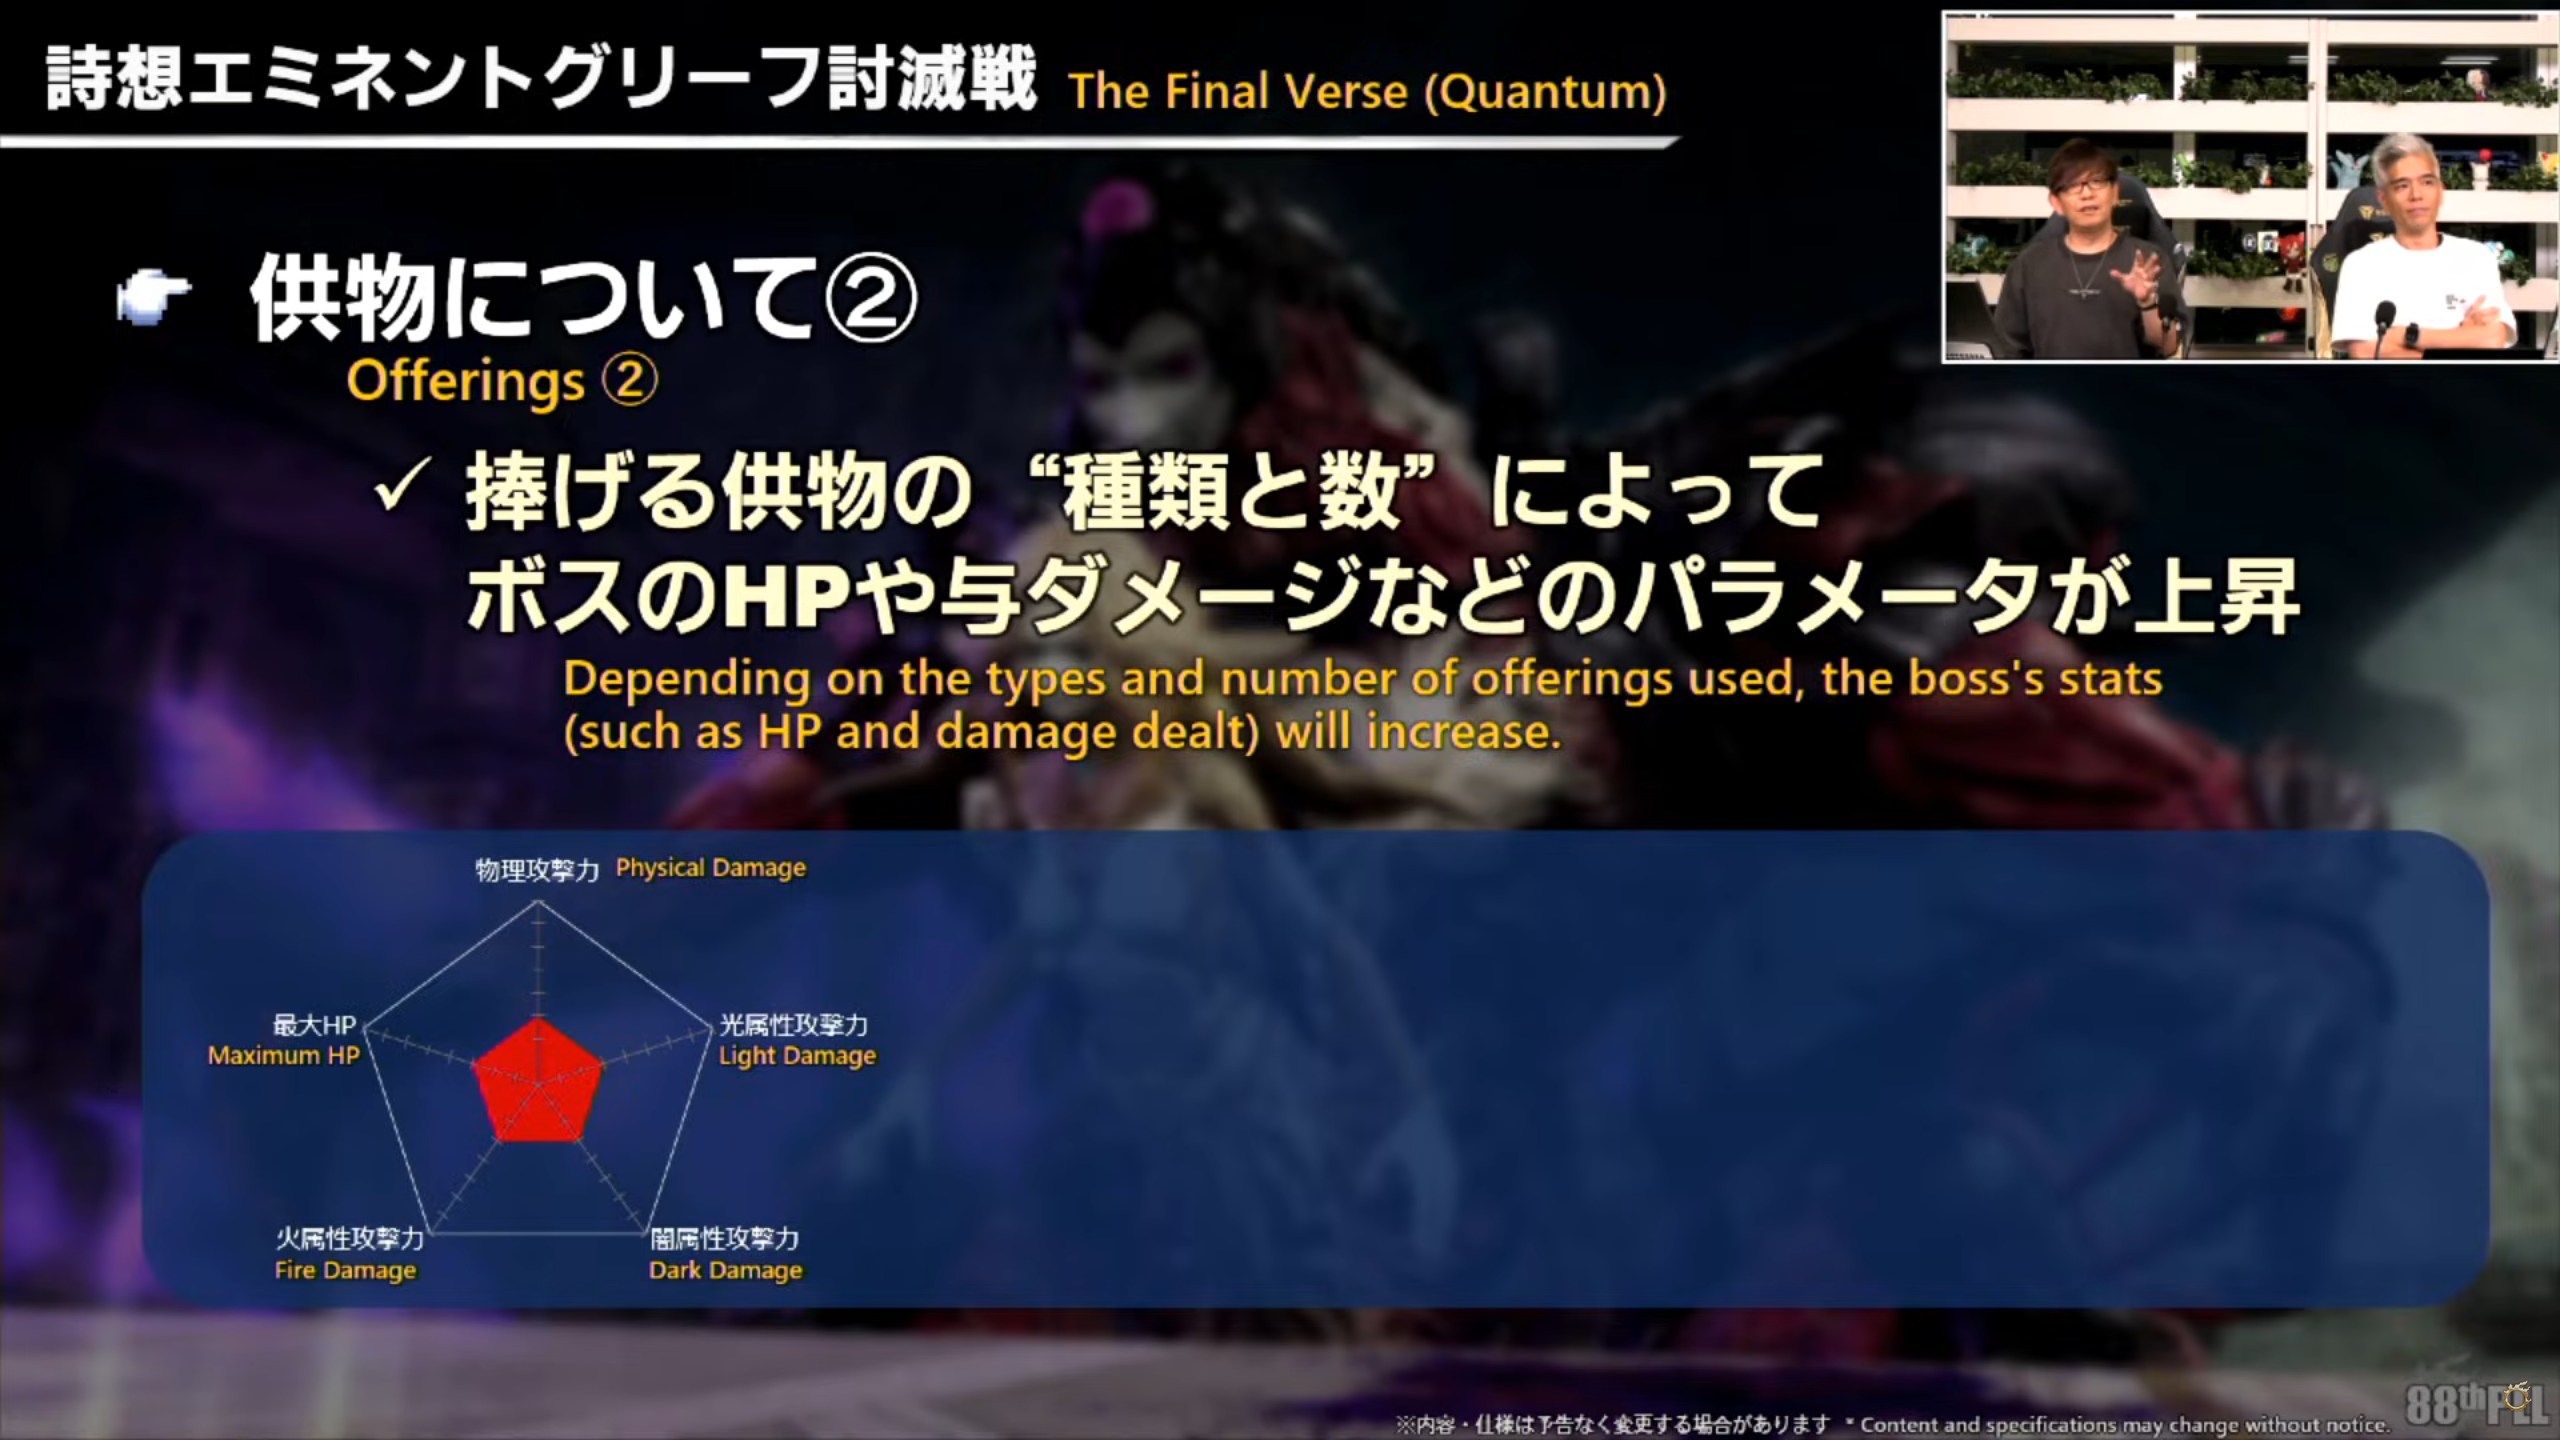 詩想エミネントグリーフ討滅戦 The Final Verse (Quantum)
供物について②
Offerings ②
✓ 捧げる供物の “種類と数” によって
ボスのHPや与ダメージなどのパラメータが上昇
Depending on the types and number of offerings used, the boss's stats
(such as HP and damage dealt) will increase.
物理攻撃力 Physical Damage
最大HP
Maximum HP
光属性攻撃力
Light Damage
火属性攻撃力
Fire Damage
闇属性攻撃力
Dark Damage
※内容・仕様は予告なく変更する場合があります * Content and specifications may change without notice.
88thPLL